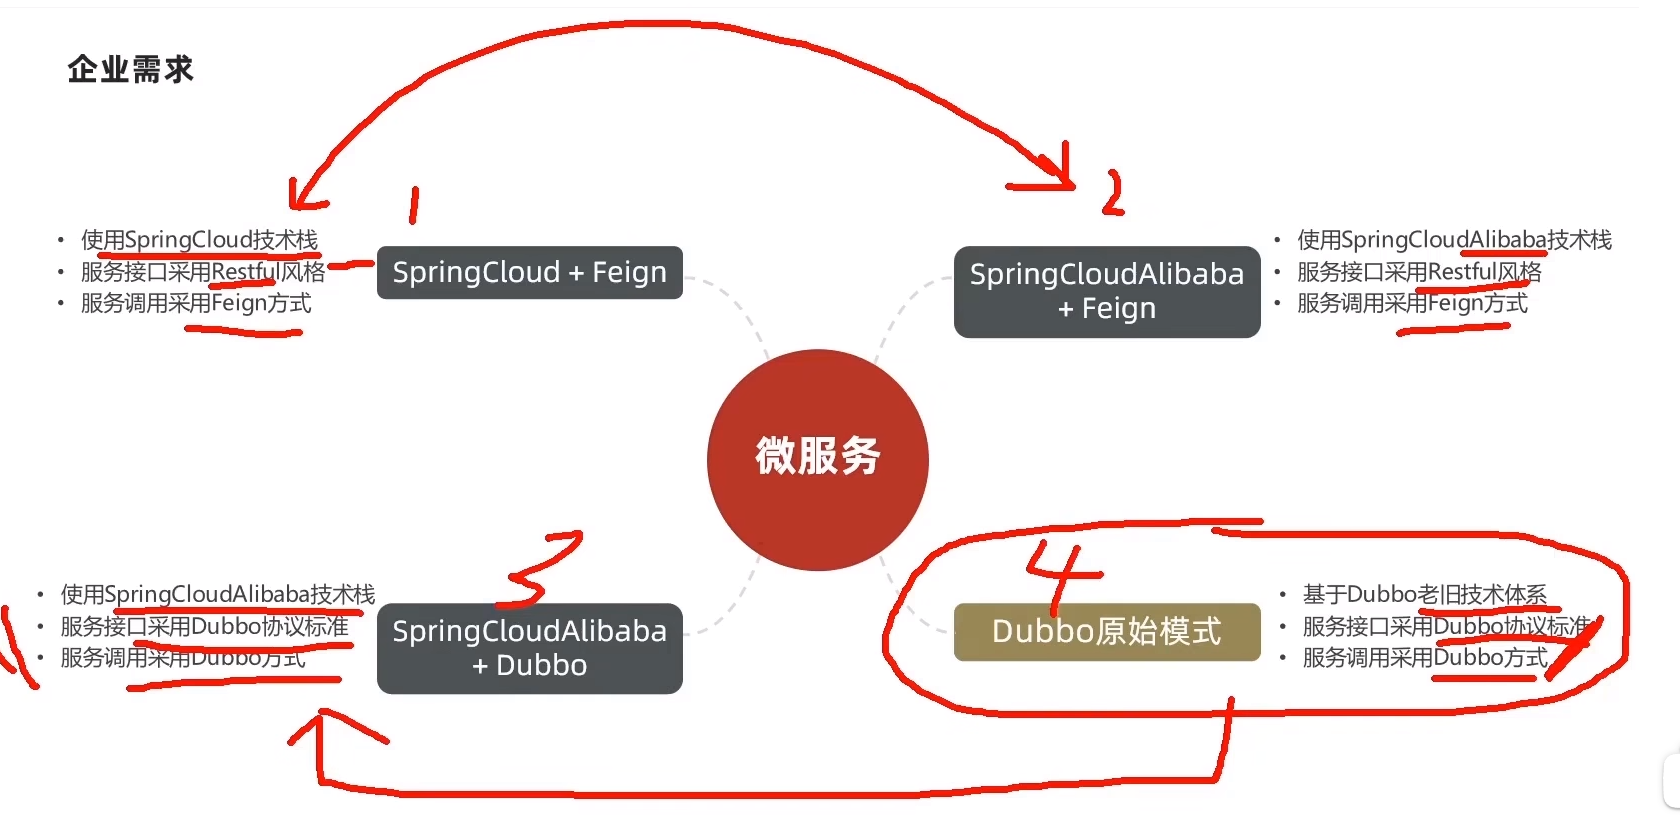 企业需求
1
2
• 使用SpringCloud技术栈
• 服务接口采用Restful风格
• 服务调用采用Feign方式
SpringCloud + Feign
SpringCloudAlibaba
+ Feign
• 使用SpringCloudAlibaba技术栈
• 服务接口采用Restful风格
• 服务调用采用Feign方式
微服务
3
4
• 使用SpringCloudAlibaba技术栈
• 服务接口采用Dubbo协议标准
• 服务调用采用Dubbo方式
SpringCloudAlibaba
+ Dubbo
Dubbo原始模式
• 基于Dubbo老旧技术体系
• 服务接口采用Dubbo协议标准
• 服务调用采用Dubbo方式